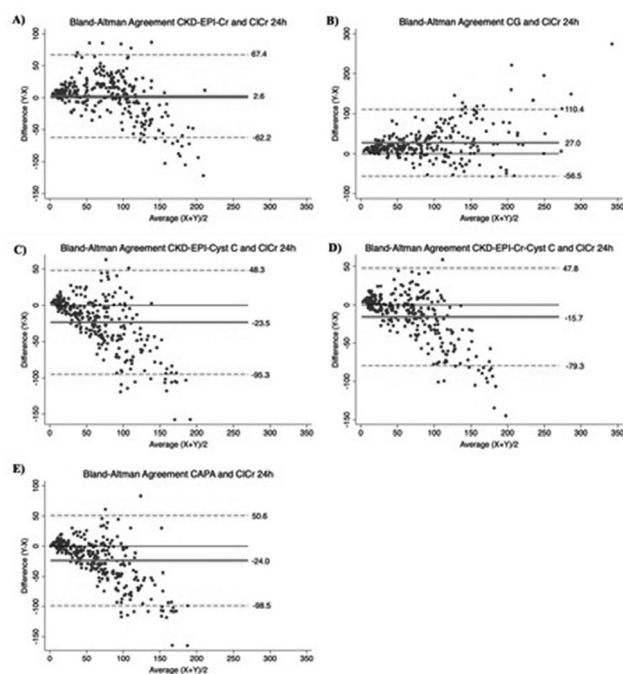 A)
Bland-Altman Agreement CKD-EPI-Cr and ClCr 24h
Difference (Y-X)
100
50
0
-50
-100
-150
67.4
2.6
-62.2
0 50 100 150 200 250 300 350
Average (X+Y)/2
B)
Bland-Altman Agreement CG and ClCr 24h
Difference (Y-X)
300
200
100
0
-100
110.4
27.0
-56.5
0 50 100 150 200 250 300 350
Average (X+Y)/2
C)
Bland-Altman Agreement CKD-EPI-Cyst C and ClCr 24h
Difference (Y-X)
50
0
-50
-100
-150
48.3
-23.5
-95.3
0 50 100 150 200 250 300 350
Average (X+Y)/2
D)
Bland-Altman Agreement CKD-EPI-Cr-Cyst C and ClCr 24h
Difference (Y-X)
50
0
-50
-100
-150
47.8
-15.7
-79.3
0 50 100 150 200 250 300 350
Average (X+Y)/2
E)
Bland-Altman Agreement CAPA and ClCr 24h
Difference (Y-X)
100
50
0
-50
-100
-150
50.6
-24.0
-98.5
0 50 100 150 200 250 300 350
Average (X+Y)/2